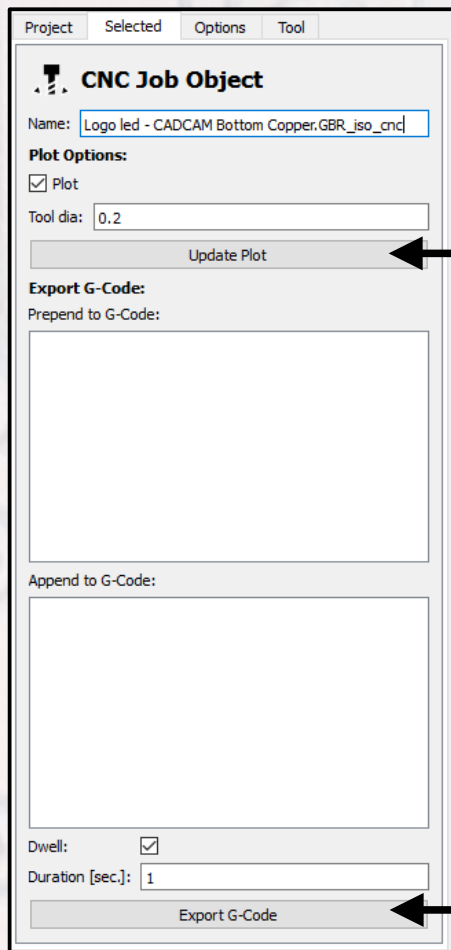 Project Selected Options Tool
CNC Job Object
Name: Logo led - CADCAM Bottom Copper.GBR_iso_cnc
Plot Options:
Plot
Tool dia: 0.2
Update Plot
Export G-Code:
Prepend to G-Code:
Append to G-Code:
Dwell:
Duration [sec.]: 1
Export G-Code